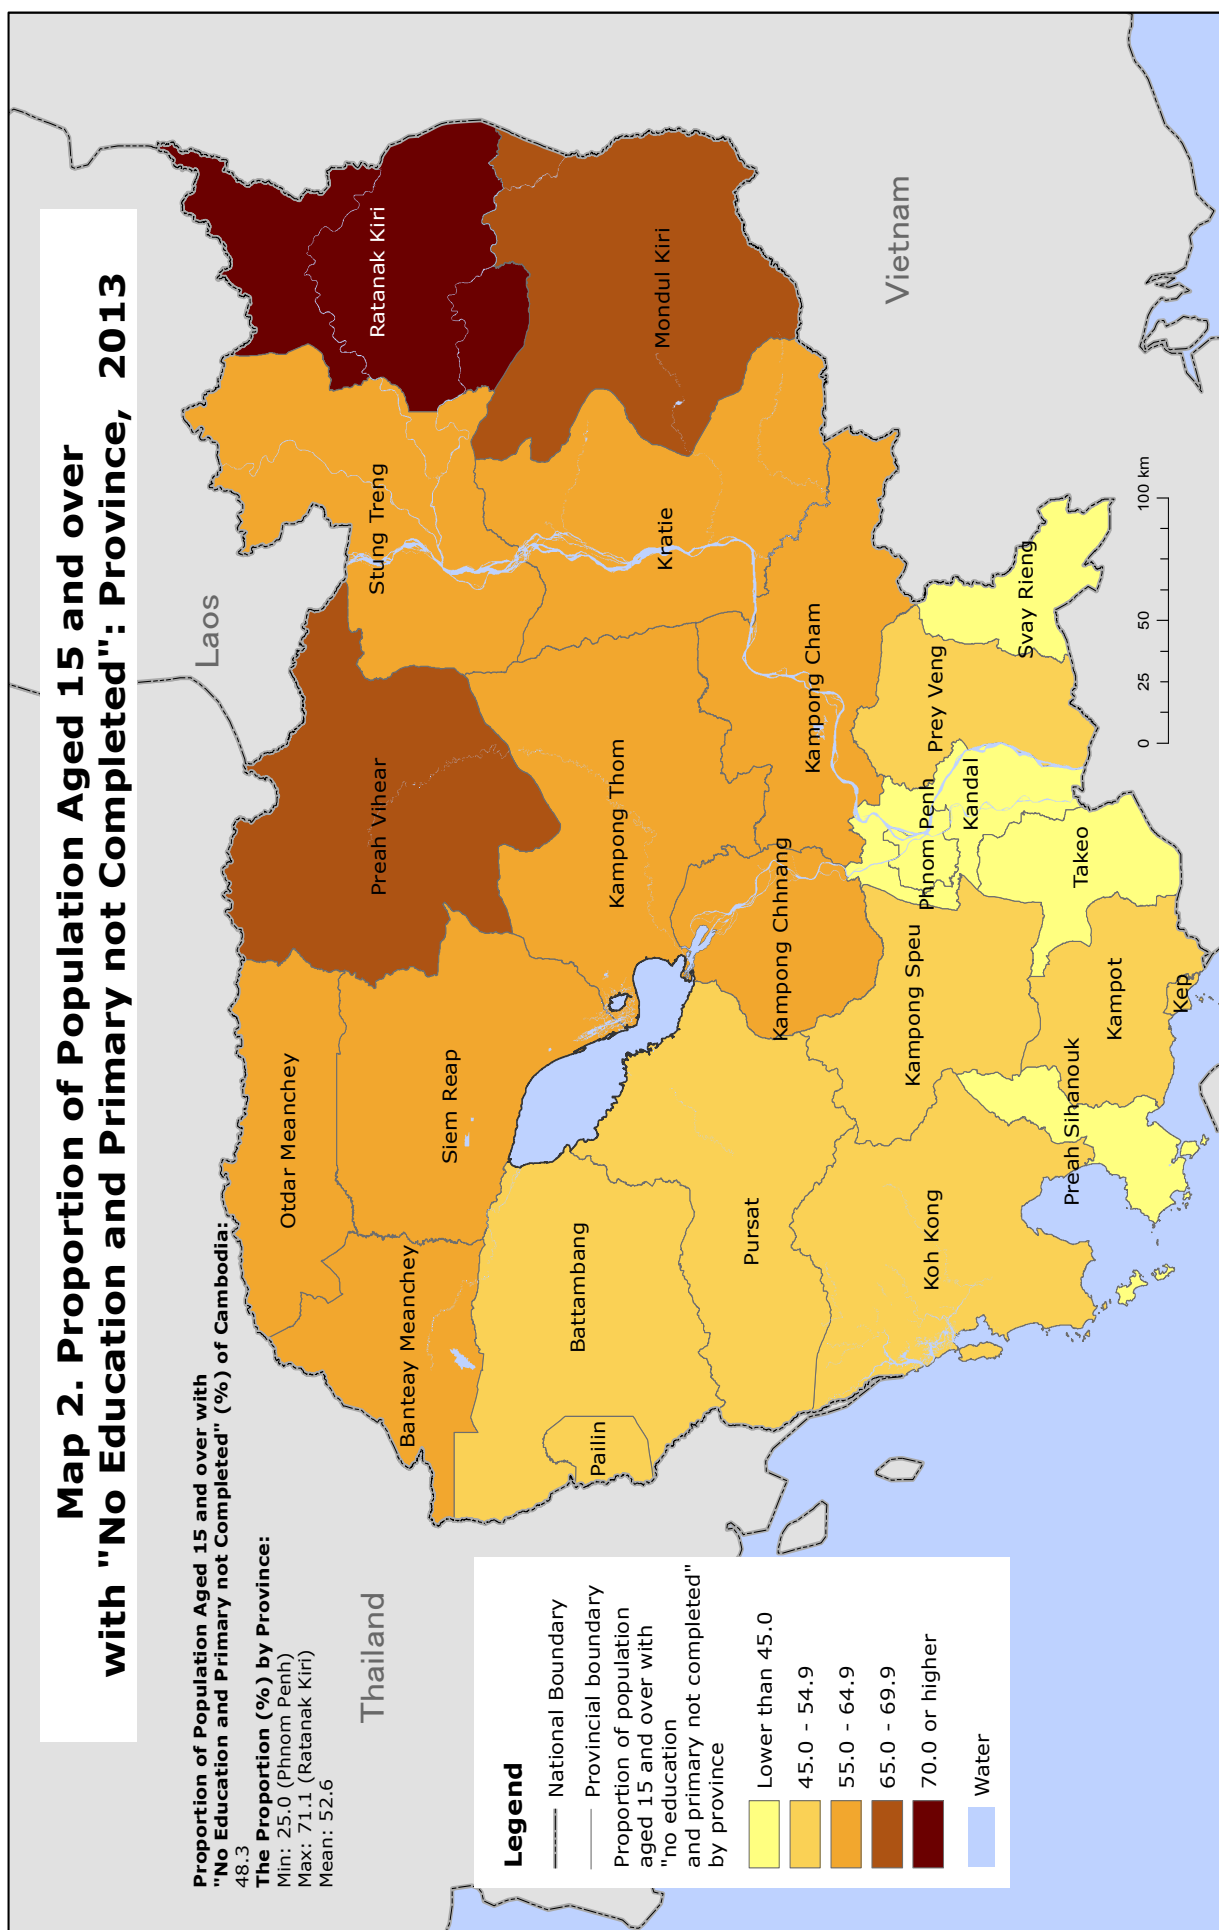 Map 2. Proportion of Population Aged 15 and over
with "No Education and Primary not Completed": Province, 2013
Proportion of Population Aged 15 and over with
"No Education and Primary not Completed" (%) of Cambodia:
48.3
The Proportion (%) by Province:
Min: 25.0 (Phnom Penh)
Max: 71.1 (Ratanak Kiri)
Mean: 52.6
Laos
Thailand
Vietnam
Ratanak Kiri
Stung Treng
Preah Vihear
Otdar Meanchey
Banteay Meanchey
Siem Reap
Mondul Kiri
Kratie
Kampong Thom
Battambang
Pailin
Kampong Cham
Kampong Chhnang
Pursat
Prey Veng
Svay Rieng
Phnom Penh
Kandal
Kampong Speu
Koh Kong
Takeo
Kampot
Preah Sihanouk
Kep
0
25
50
100 km
Legend
National Boundary
Provincial boundary
Proportion of population
aged 15 and over with
"no education
and primary not completed"
by province
Lower than 45.0
45.0 - 54.9
55.0 - 64.9
65.0 - 69.9
70.0 or higher
Water